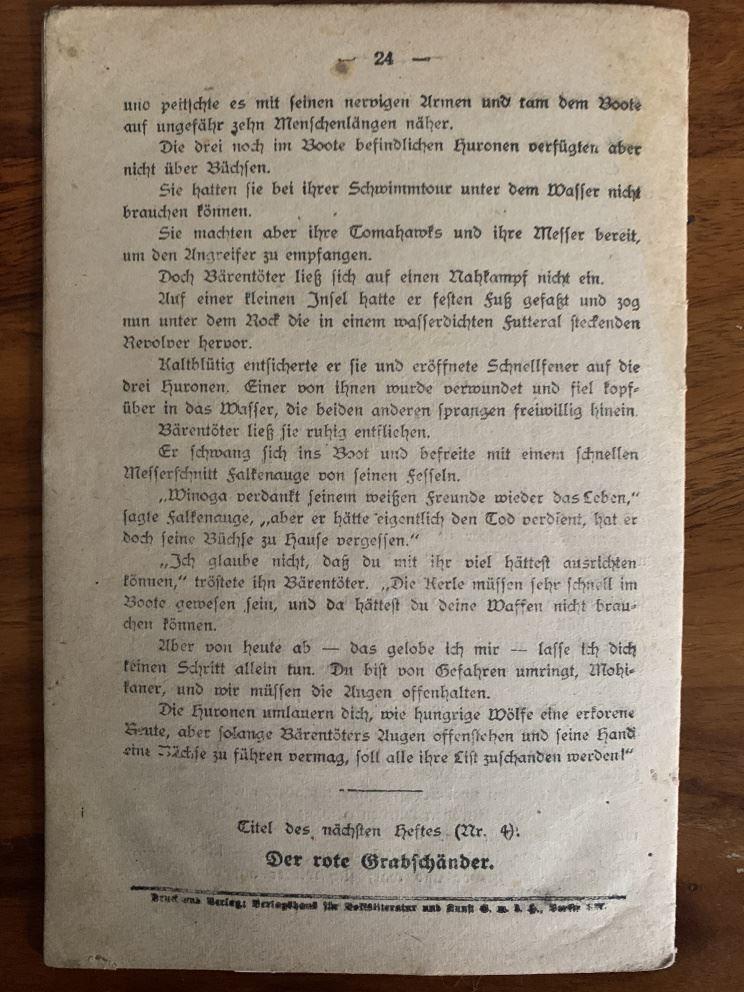 — 24 —
und peitschte es mit seinen nervigen Armen und kam dem Boote
auf ungefähr zehn Menschenlängen näher.
Die drei noch im Boote befindlichen Huronen verfügten aber
nicht über Büchsen.
Sie hatten sie bei ihrer Schwimmtour unter dem Wasser nicht
brauchen können.
Sie machten aber ihre Tomahawks und ihre Messer bereit,
um den Angreifer zu empfangen.
Doch Bärentöter ließ sich auf einen Nahkampf nicht ein.
Auf einer kleinen Insel hatte er festen Fuß gefaßt und zog
nun unter dem Rock die in einem wasserdichten Futteral steckenden
Revolver hervor.
Kaltblütig entsicherte er sie und eröffnete Schnellfeuer auf die
drei Huronen. Einer von ihnen wurde verwundet und fiel kopf-
über in das Wasser, die beiden anderen sprangen freiwillig hinein.
Bärentöter ließ sie ruhig entfliehen.
Er schwang sich ins Boot und befreite mit einem schnellen
Messerschnitt Falkenauge von seinen Fesseln.
„Winoga verdankt seinem weißen Freunde wieder das Leben,“
sagte Falkenauge, „aber er hätte eigentlich den Tod verdient, hat er
doch seine Büchse zu Hause vergessen.“
„Ich glaube nicht, daß du mit ihr viel hättest ausrichten
können,“ tröstete ihn Bärentöter. „Die Kerle müssen sehr schnell im
Boote gewesen sein, und da hättest du deine Waffen nicht brau-
chen können.
Aber von heute ab — das gelobe ich mir — lasse ich dich
keinen Schritt allein tun. Du bist von Gefahren umringt, Mohi-
kaner, und wir müssen die Augen offenhalten.
Die Huronen umlauern dich, wie hungrige Wölfe eine erkorene
Beute, aber solange Bärentöters Augen offenstehen und seine Hand
eine Büchse zu führen vermag, soll alle ihre List zuschanden werden!“
Titel des nächsten Heftes (Nr. 4):
Der rote Grabschänder.
Druck und Verlag: Verlagshaus für Volksliteratur und Kunst G. m. b. H., Berlin